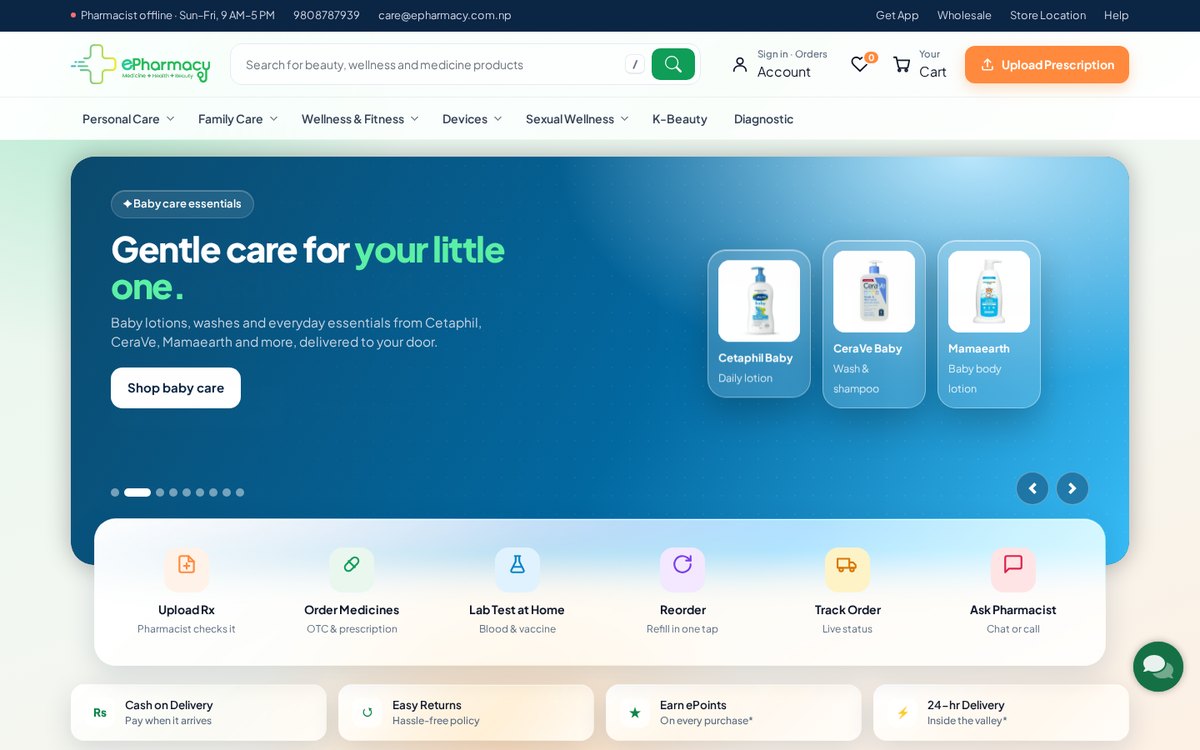 Pharmacist offline · Sun–Fri, 9 AM–5 PM 9808787939 care@epharmacy.com.np Get App Wholesale Store Location Help
ePharmacy
Medicine + Health + Beauty
Search for beauty, wellness and medicine products /
Sign in · Orders
Account
0
Your
Cart
Upload Prescription
Personal Care Family Care Wellness & Fitness Devices Sexual Wellness K-Beauty Diagnostic
✦ Baby care essentials
Gentle care for your little
one.
Baby lotions, washes and everyday essentials from Cetaphil,
CeraVe, Mamaearth and more, delivered to your door.
Shop baby care
Cetaphil Baby
Daily lotion
CeraVe Baby
Wash &
shampoo
Mamaearth
Baby body
lotion
Upload Rx
Pharmacist checks it
Order Medicines
OTC & prescription
Lab Test at Home
Blood & vaccine
Reorder
Refill in one tap
Track Order
Live status
Ask Pharmacist
Chat or call
Rs
Cash on Delivery
Pay when it arrives
Easy Returns
Hassle-free policy
Earn ePoints
On every purchase*
24–hr Delivery
Inside the valley*